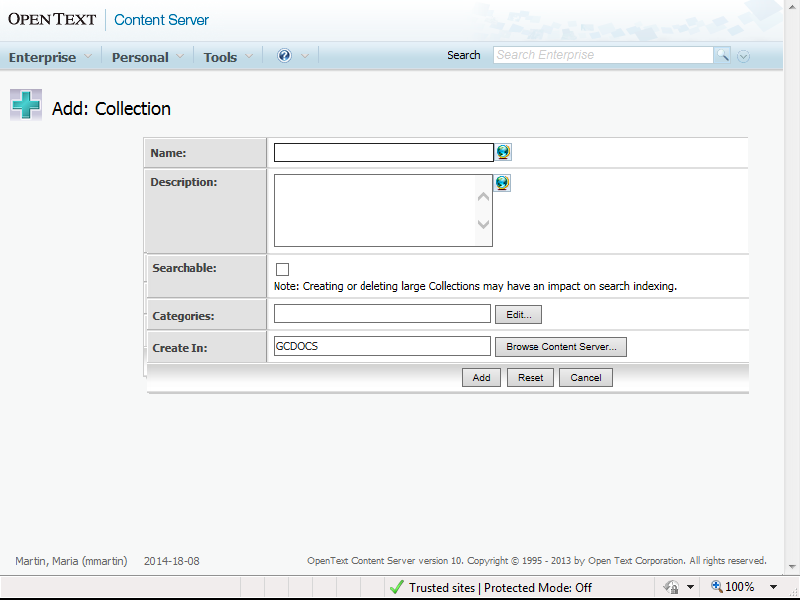 OPEN TEXT | Content Server
Enterprise Personal Tools ? Search Search Enterprise
Add: Collection
Name:
Description:
Searchable:
Note: Creating or deleting large Collections may have an impact on search indexing.
Categories: Edit...
Create In: GCDOCS Browse Content Server...
Add Reset Cancel
Martin, Maria (mmartin) 2014-18-08 OpenText Content Server version 10. Copyright © 1995 - 2013 by Open Text Corporation. All rights reserved.
Trusted sites | Protected Mode: Off 100%